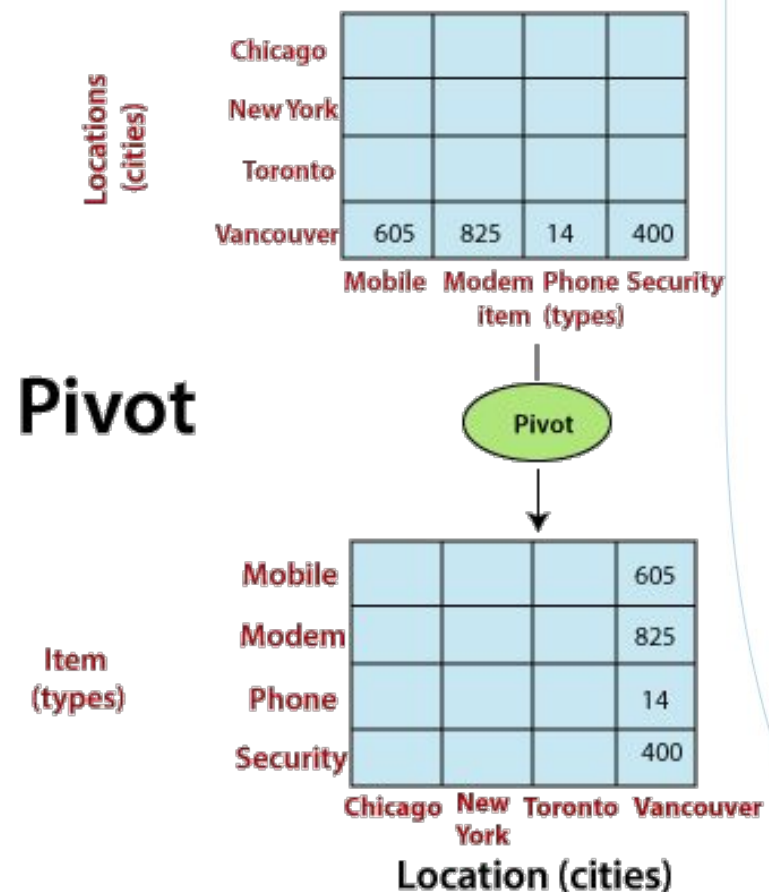 Locations
(cities)
Chicago
New York
Toronto
Vancouver 605 825 14 400
Mobile Modem Phone Security
item (types)
Pivot
Pivot
Item
(types)
Mobile 605
Modem 825
Phone 14
Security 400
Chicago New York Toronto Vancouver
Location (cities)